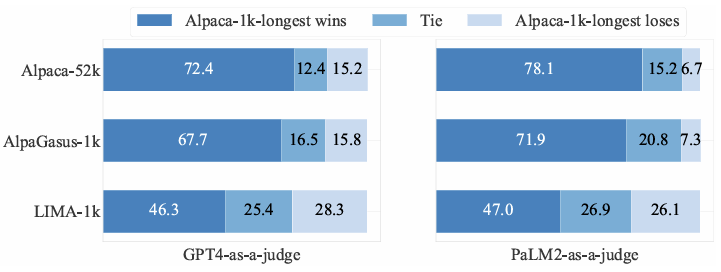 Alpaca-1k-longest wins Tie Alpaca-1k-longest loses
Alpaca-52k 72.4 12.4 15.2 78.1 15.2 6.7
AlpaGasus-1k 67.7 16.5 15.8 71.9 20.8 7.3
LIMA-1k 46.3 25.4 28.3 47.0 26.9 26.1
GPT4-as-a-judge PaLM2-as-a-judge